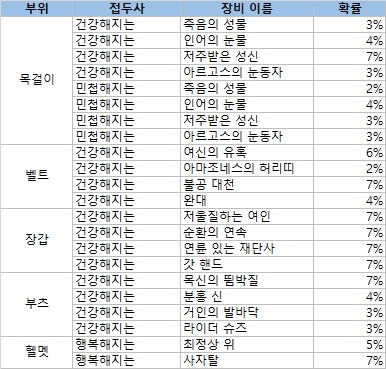 부위 접두사 장비 이름 확률
목걸이 건강해지는 죽음의 성물 3%
건강해지는 인어의 눈물 4%
건강해지는 저주받은 성신 7%
건강해지는 아르고스의 눈동자 3%
민첩해지는 죽음의 성물 2%
민첩해지는 인어의 눈물 4%
민첩해지는 저주받은 성신 3%
민첩해지는 아르고스의 눈동자 3%
벨트 건강해지는 여신의 유혹 6%
건강해지는 아마조네스의 허리띠 2%
건강해지는 불공 대천 7%
건강해지는 완대 4%
장갑 건강해지는 저울질하는 여인 7%
건강해지는 순환의 연속 7%
건강해지는 연륜 있는 재단사 7%
건강해지는 갓 핸드 7%
부츠 건강해지는 목신의 뜀박질 7%
건강해지는 분홍 신 4%
건강해지는 거인의 발바닥 3%
건강해지는 라이더 슈즈 3%
헬멧 행복해지는 최정상 위 5%
행복해지는 사자탈 7%